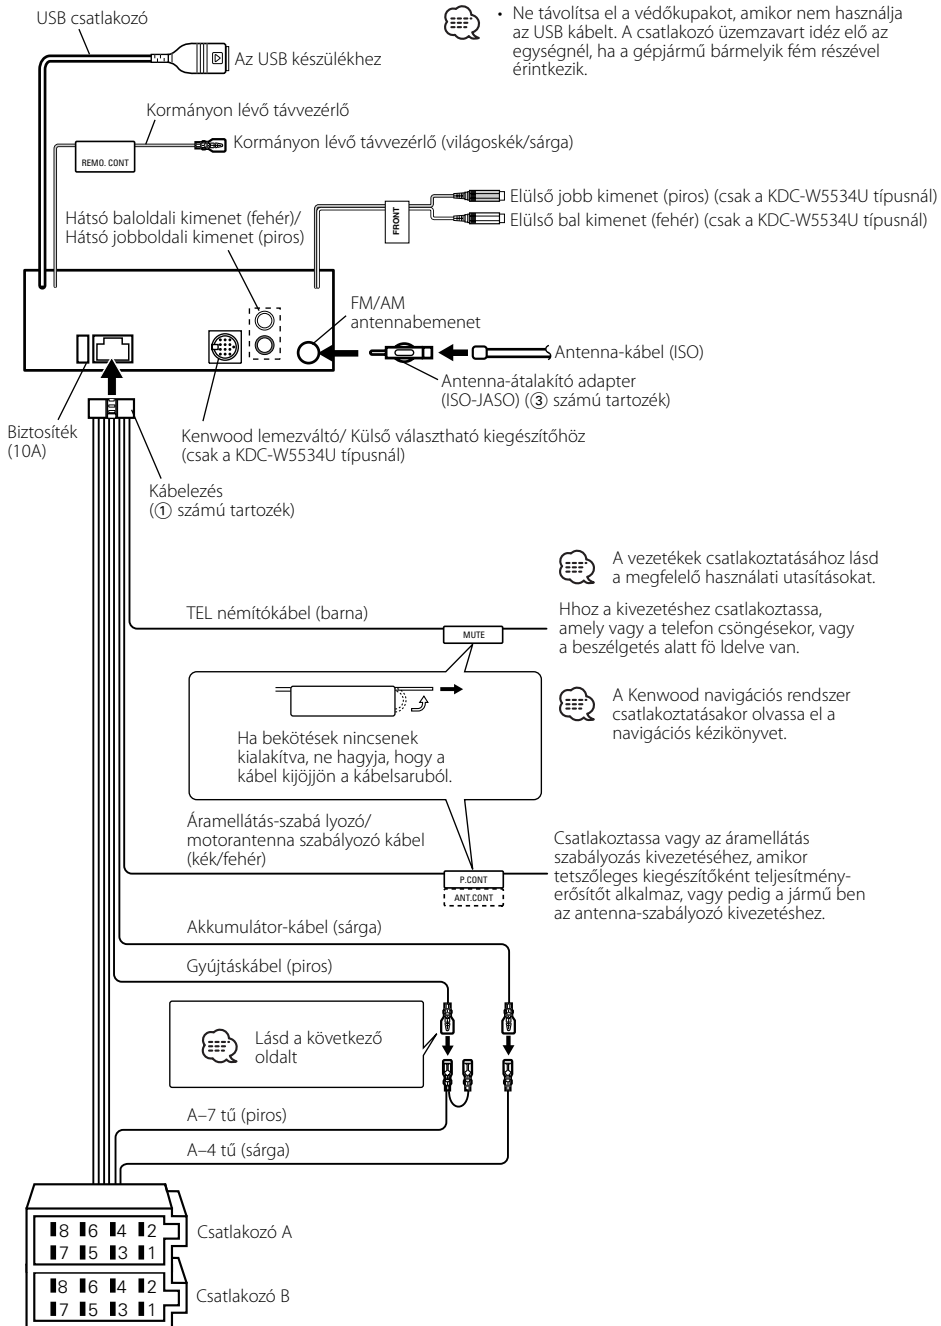 USB csatlakozó
• Ne távolítsa el a védőkupakot, amikor nem használja
az USB kábelt. A csatlakozó üzemzavart idéz elő az
egységnél, ha a gépjármű bármelyik fém részével
érintkezik.
Az USB készülékhez
Kormányon lévő távvezérlő
REMO. CONT
Kormányon lévő távvezérlő (világoskék/sárga)
FRONT
Elülső jobb kimenet (piros) (csak a KDC-W5534U típusnál)
Elülső bal kimenet (fehér) (csak a KDC-W5534U típusnál)
Hátsó baloldali kimenet (fehér)/
Hátsó jobboldali kimenet (piros)
FM/AM
antennabemenet
Antenna-kábel (ISO)
Antenna-átalakító adapter
(ISO-JASO) (③ számú tartozék)
Biztosíték
(10A)
Kenwood lemezváltó/ Külső választható kiegészítőhöz
(csak a KDC-W5534U típusnál)
Kábelezés
(① számú tartozék)
A vezetékek csatlakoztatásához lásd
a megfelelő használati utasításokat.
TEL némítókábel (barna)
MUTE
Hhoz a kivezetéshez csatlakoztassa,
amely vagy a telefon csöngésekor, vagy
a beszélgetés alatt fö ldelve van.
A Kenwood navigációs rendszer
csatlakoztatásakor olvassa el a
navigációs kézikönyvet.
Ha bekötések nincsenek
kialakítva, ne hagyja, hogy a
kábel kijöjjön a kábelsaruból.
Áramellátás-szabá lyozó/
motorantenna szabályozó kábel
(kék/fehér)
P.CONT
ANT.CONT
Csatlakoztassa vagy az áramellátás
szabályozás kivezetéséhez, amikor
tetszőleges kiegészítőként teljesítmény-
erősítőt alkalmaz, vagy pedig a jármű ben
az antenna-szabályozó kivezetéshez.
Akkumulátor-kábel (sárga)
Gyújtáskábel (piros)
Lásd a következő
oldalt
A–7 tű (piros)
A–4 tű (sárga)
8 6 4 2
7 5 3 1
Csatlakozó A
8 6 4 2
7 5 3 1
Csatlakozó B